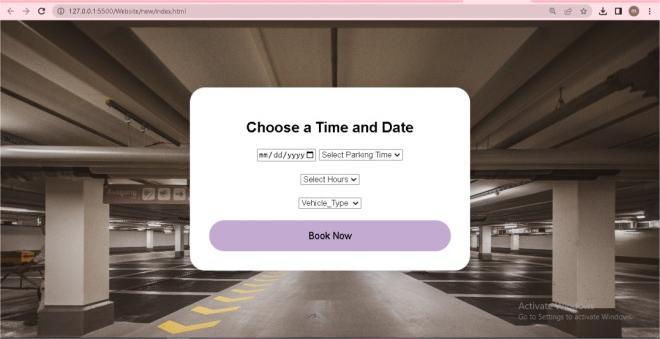 127.0.0.1:5500/Website/new/index.html
Choose a Time and Date
mm/dd/yyyy Select Parking Time
Select Hours
Vehicle_Type
Book Now
Activate Windows
Go to Settings to activate Windows.